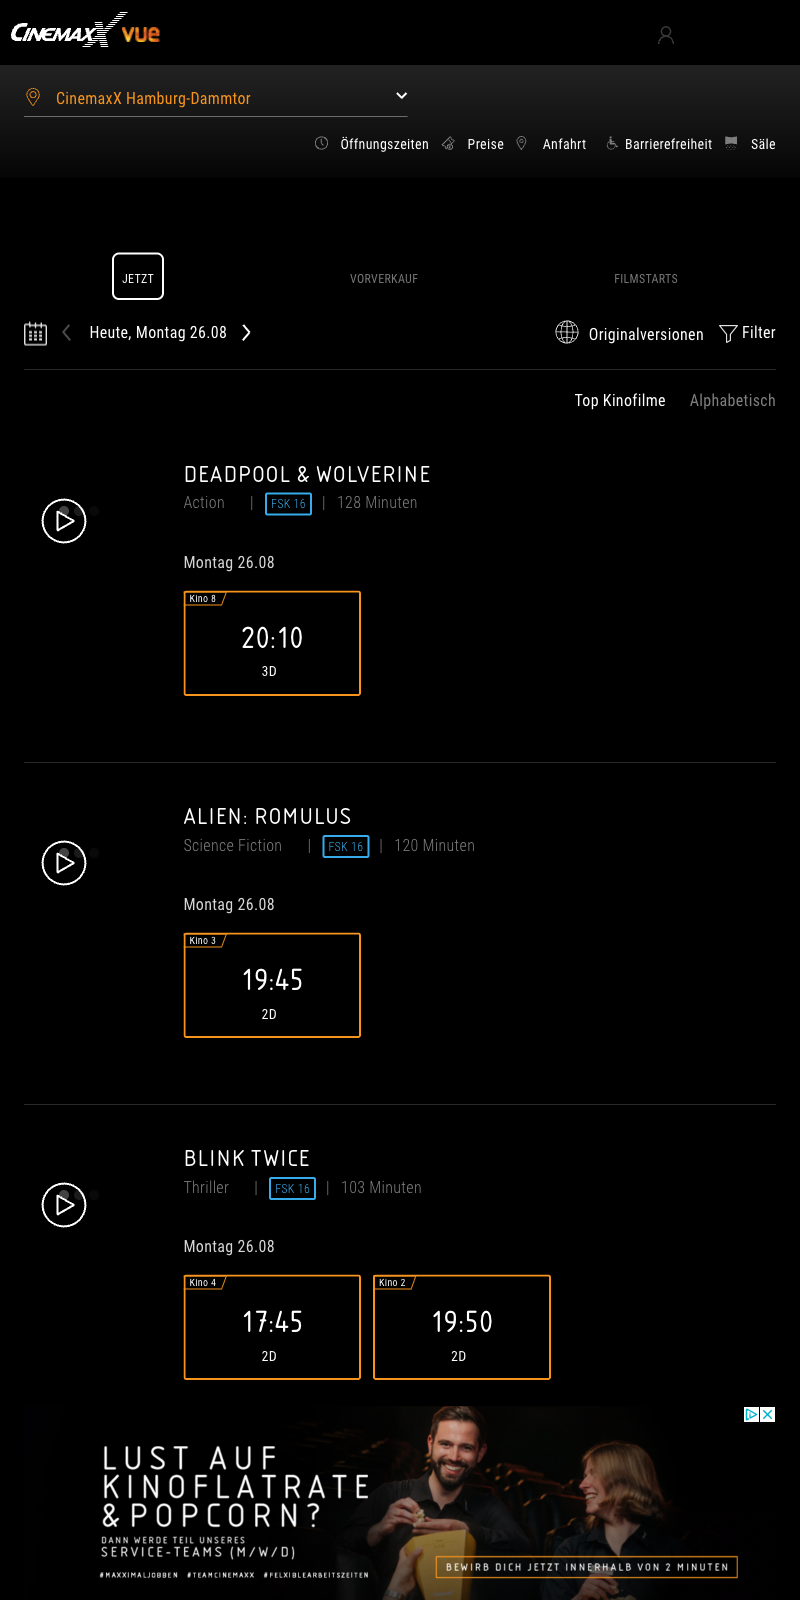 CINEMAXX vue
CinemaxX Hamburg-Dammtor
Öffnungszeiten Preise Anfahrt Barrierefreiheit Säle
JETZT VORVERKAUF FILMSTARTS
Heute, Montag 26.08 Originalversionen Filter
Top Kinofilme Alphabetisch
DEADPOOL & WOLVERINE
Action | FSK 16 | 128 Minuten
Montag 26.08
Kino 8
20:10
3D
ALIEN: ROMULUS
Science Fiction | FSK 16 | 120 Minuten
Montag 26.08
Kino 3
19:45
2D
BLINK TWICE
Thriller | FSK 16 | 103 Minuten
Montag 26.08
Kino 4 Kino 2
17:45 19:50
2D 2D
LUST AUF
KINOFLATRATE
& POPCORN?
DANN WERDE TEIL UNSERES
SERVICE-TEAMS (M/W/D)
BEWIRB DICH JETZT INNERHALB VON 2 MINUTEN
#MAXXIMALJOBBEN #TEAMCINEMAXX #FELXIBLEARBEITSZEITEN